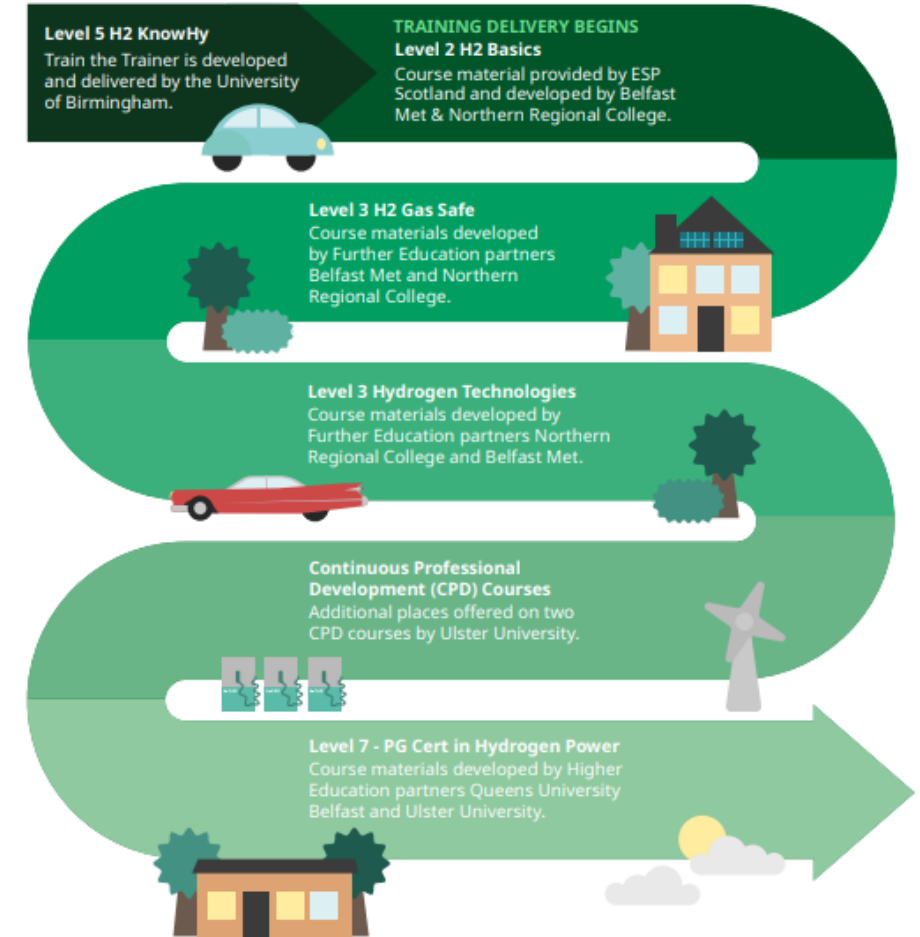 Level 5 H2 KnowHy
Train the Trainer is developed
and delivered by the University
of Birmingham.
TRAINING DELIVERY BEGINS
Level 2 H2 Basics
Course material provided by ESP
Scotland and developed by Belfast
Met & Northern Regional College.
Level 3 H2 Gas Safe
Course materials developed
by Further Education partners
Belfast Met and Northern
Regional College.
Level 3 Hydrogen Technologies
Course materials developed by
Further Education partners Northern
Regional College and Belfast Met.
Continuous Professional
Development (CPD) Courses
Additional places offered on two
CPD courses by Ulster University.
Level 7 - PG Cert in Hydrogen Power
Course materials developed by Higher
Education partners Queens University
Belfast and Ulster University.